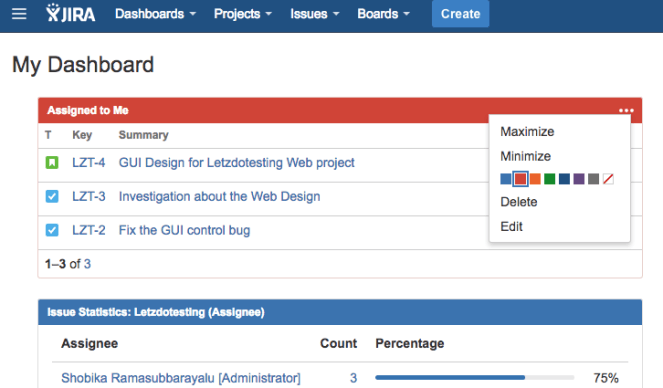 JIRA Dashboards Projects Issues Boards Create
My Dashboard
Assigned to Me
T Key Summary
LZT-4 GUI Design for Letzdotesting Web project
LZT-3 Investigation about the Web Design
LZT-2 Fix the GUI control bug
1–3 of 3
Maximize
Minimize
Delete
Edit
Issue Statistics: Letzdotesting (Assignee)
Assignee Count Percentage
Shobika Ramasubbarayalu [Administrator] 3 75%